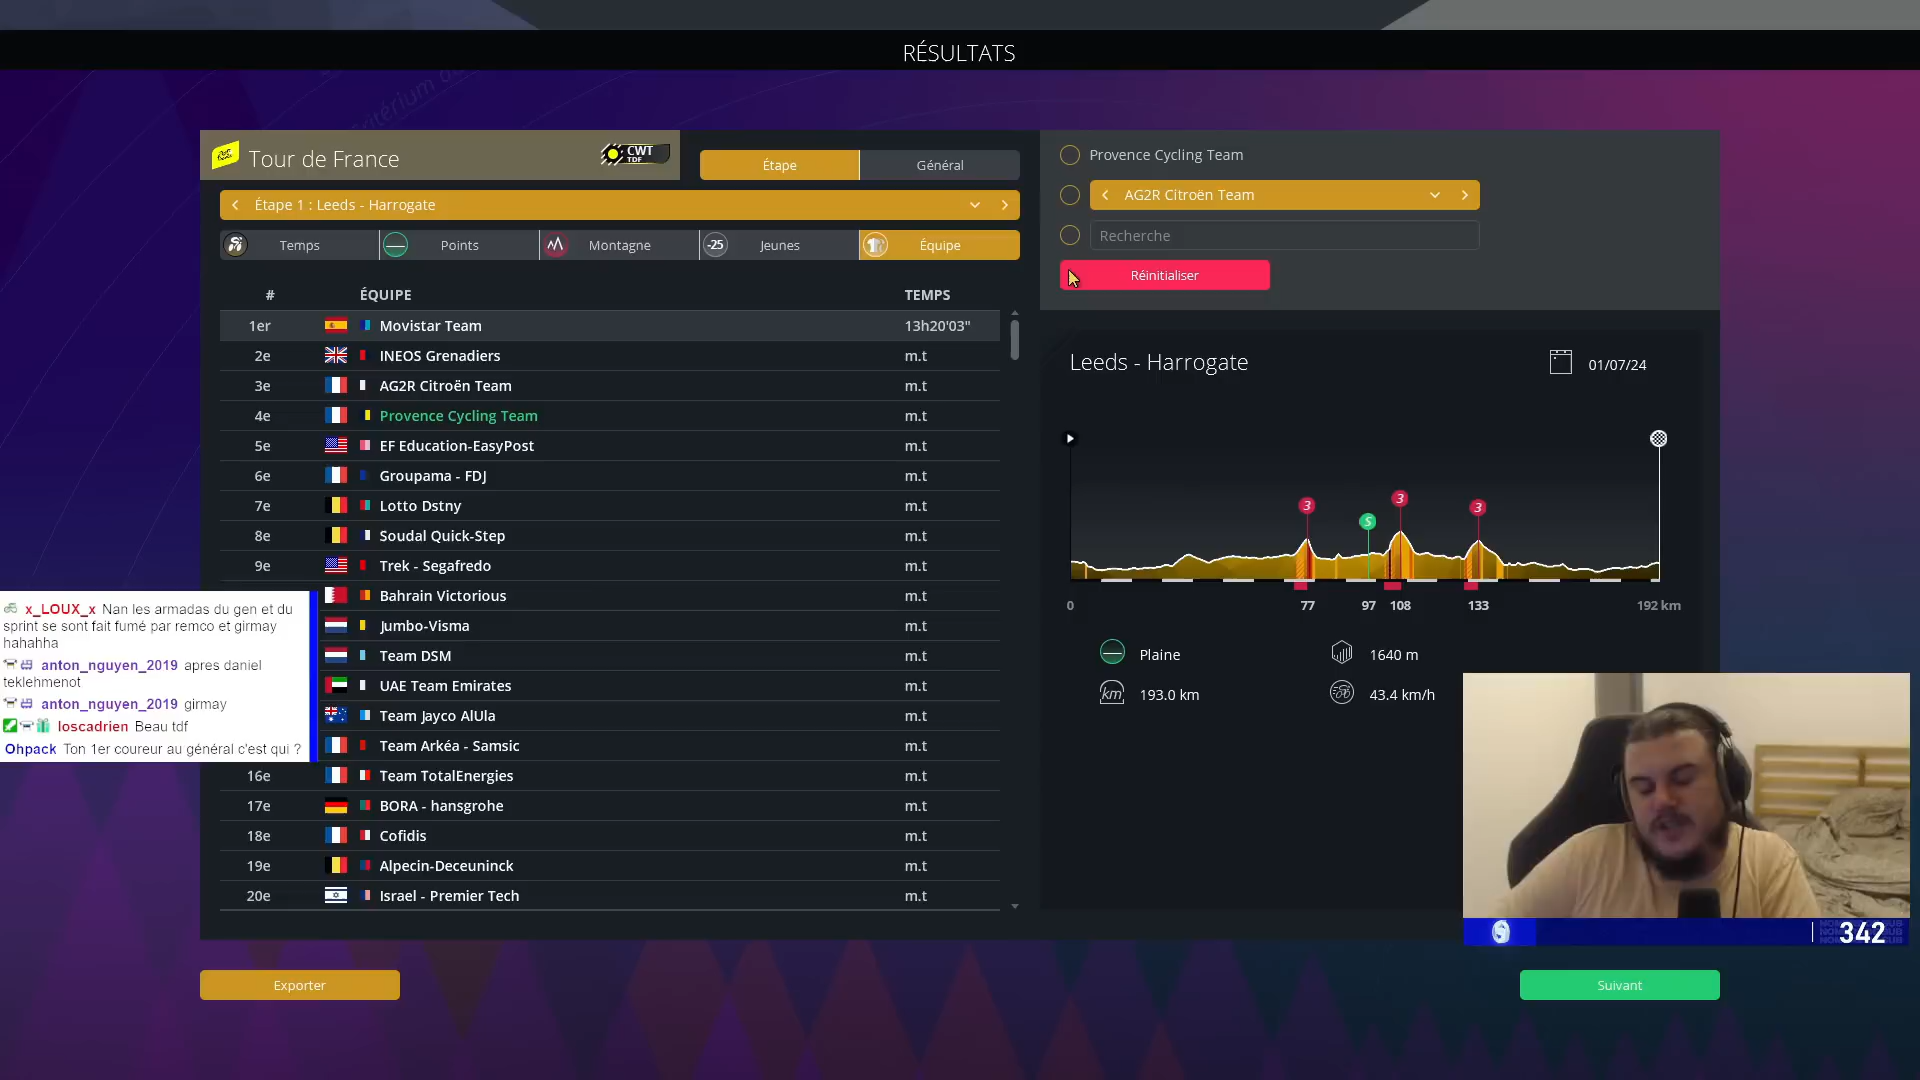 RÉSULTATS
Tour de France
CWT
TDF
Étape
Général
Étape 1 : Leeds - Harrogate
Temps
Points
Montagne
-25
Jeunes
Équipe
#
ÉQUIPE
TEMPS
1er Movistar Team 13h20'03"
2e INEOS Grenadiers m.t
3e AG2R Citroën Team m.t
4e Provence Cycling Team m.t
5e EF Education-EasyPost m.t
6e Groupama - FDJ m.t
7e Lotto Dstny m.t
8e Soudal Quick-Step m.t
9e Trek - Segafredo m.t
Bahrain Victorious m.t
Jumbo-Visma m.t
Team DSM m.t
UAE Team Emirates m.t
Team Jayco AlUla m.t
Team Arkéa - Samsic m.t
16e Team TotalEnergies m.t
17e BORA - hansgrohe m.t
18e Cofidis m.t
19e Alpecin-Deceuninck m.t
20e Israel - Premier Tech m.t
x_LOUX_x Nan les armadas du gen et du
sprint se sont fait fumé par remco et girmay
hahahha
anton_nguyen_2019 apres daniel
teklehmenot
anton_nguyen_2019 girmay
loscadrien Beau tdf
Ohpack Ton 1er coureur au général c'est qui ?
Provence Cycling Team
AG2R Citroën Team
Recherche
Réinitialiser
Leeds - Harrogate
01/07/24
3
S
3
3
0 77 97 108 133 192 km
Plaine
1640 m
km
193.0 km
43.4 km/h
342
Exporter
Suivant